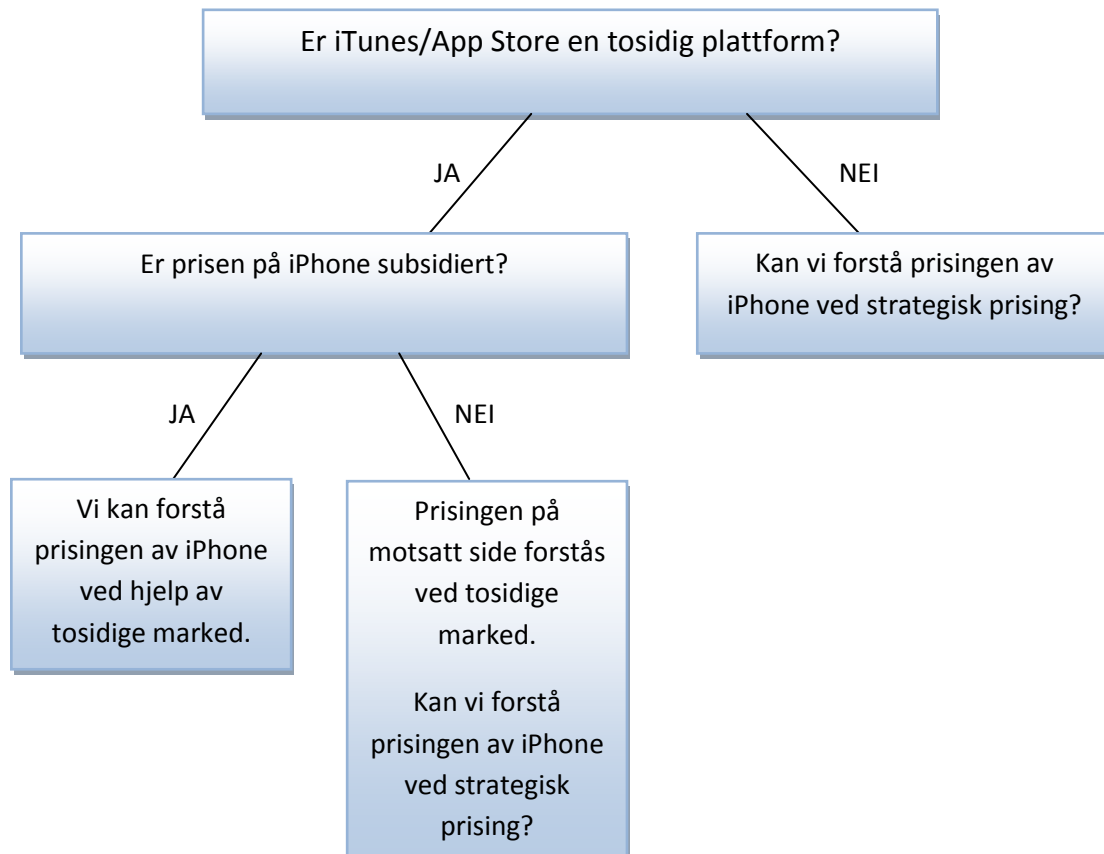 Er iTunes/App Store en tosidig plattform?
JA
NEI
Er prisen på iPhone subsidiert?
Kan vi forstå prisingen av
iPhone ved strategisk prising?
JA
NEI
Vi kan forstå
prisingen av iPhone
ved hjelp av
tosidige marked.
Prisingen på
motsatt side forstås
ved tosidige
marked.
Kan vi forstå
prisingen av iPhone
ved strategisk
prising?